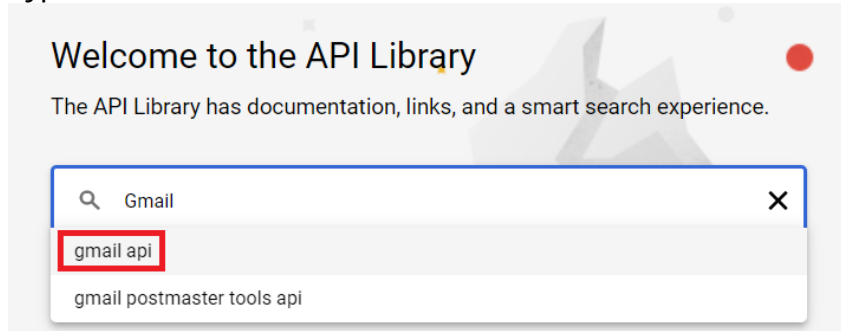 Welcome to the API Library
The API Library has documentation, links, and a smart search experience.
Gmail
gmail api
gmail postmaster tools api